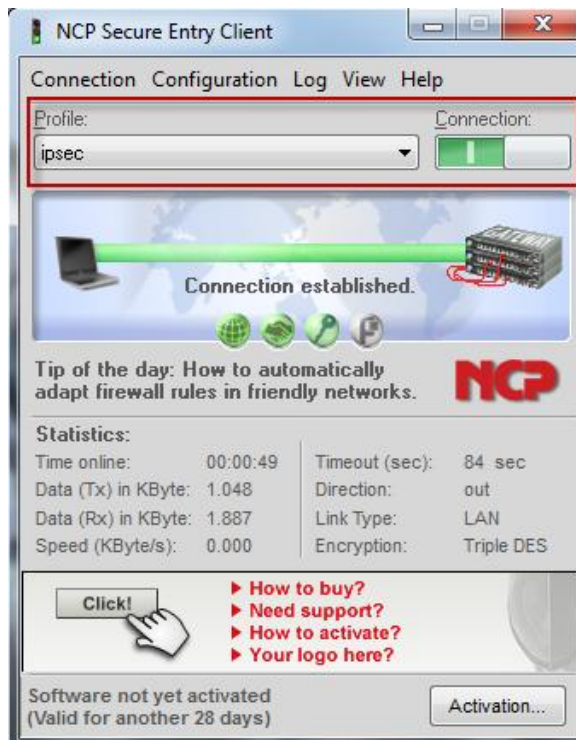 NCP Secure Entry Client
Connection Configuration Log View Help
Profile: Connection:
ipsec
GATEWAY
Connection established.
Tip of the day: How to automatically
adapt firewall rules in friendly networks.
NCP
Statistics:
Time online: 00:00:49 Timeout (sec): 84 sec
Data (Tx) in KByte: 1.048 Direction: out
Data (Rx) in KByte: 1.887 Link Type: LAN
Speed (KByte/s): 0.000 Encryption: Triple DES
Click!
How to buy?
Need support?
How to activate?
Your logo here?
Software not yet activated
(Valid for another 28 days)
Activation...